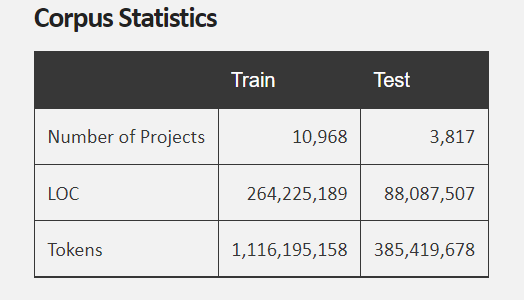 Corpus Statistics
Train Test
Number of Projects 10,968 3,817
LOC 264,225,189 88,087,507
Tokens 1,116,195,158 385,419,678